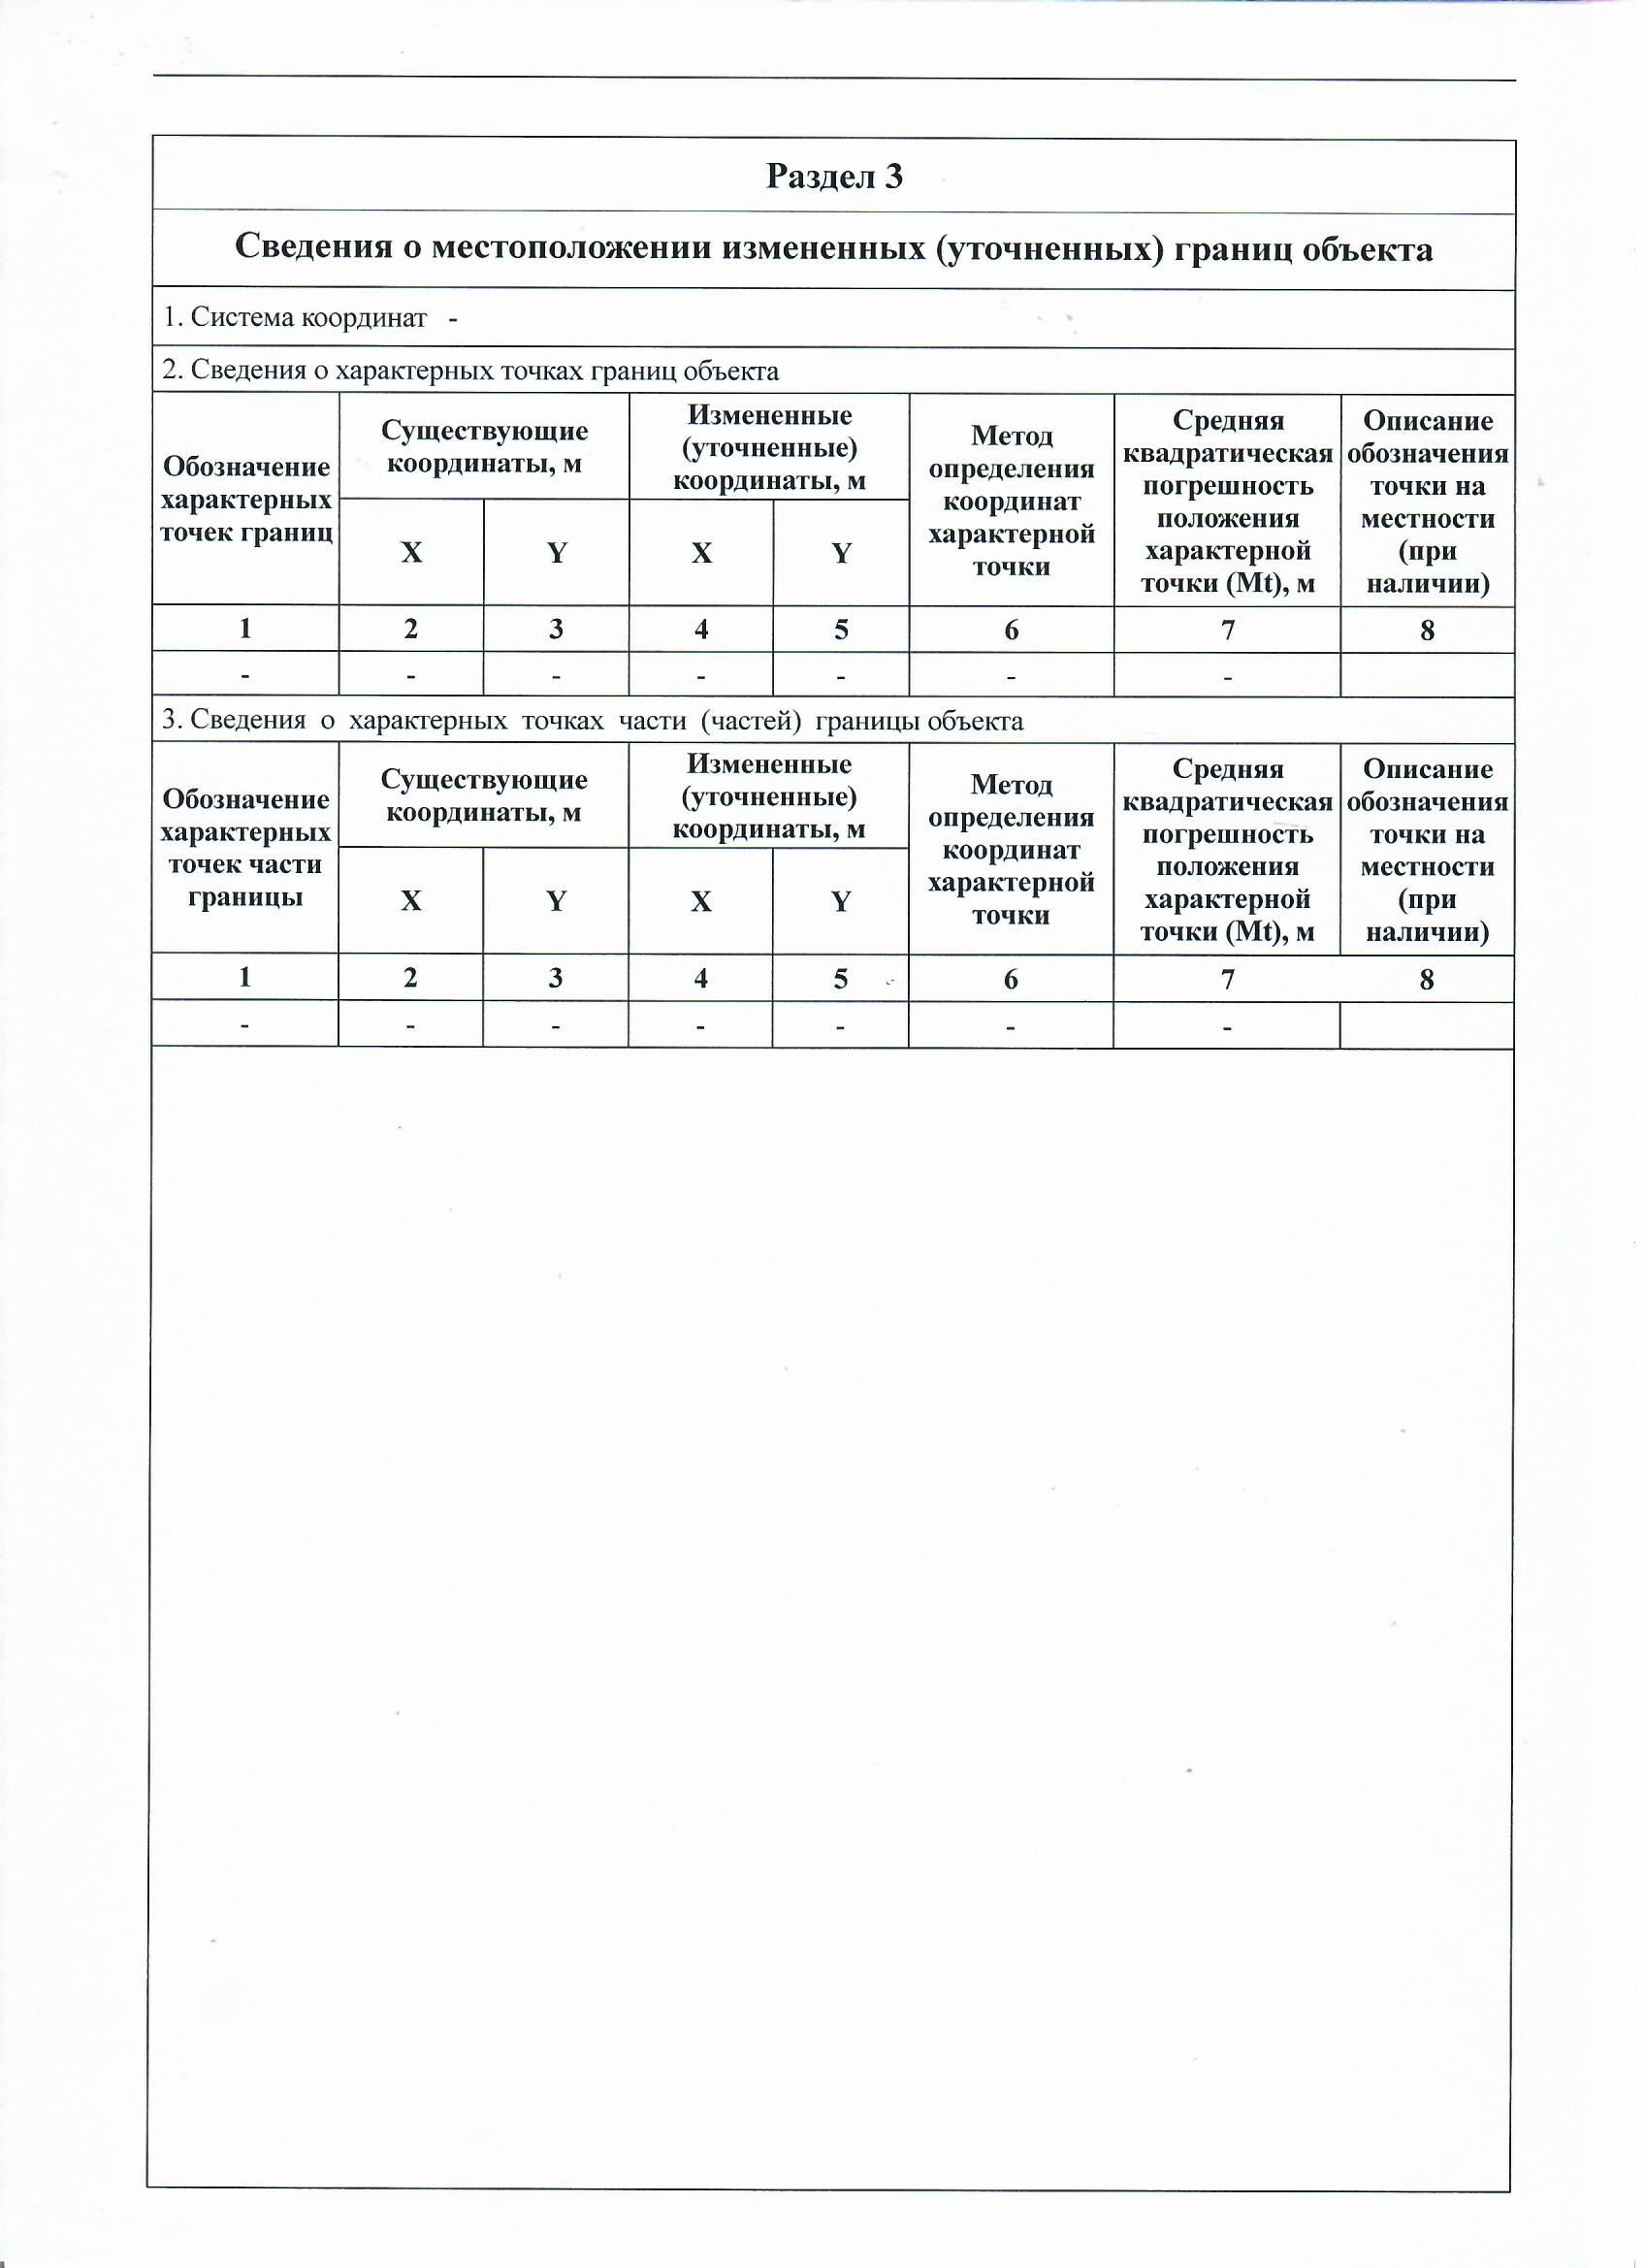 Раздел 3
Сведения о местоположении измененных (уточненных) границ объекта
1. Система координат -
2. Сведения о характерных точках границ объекта
Обозначение
характерных
точек границ
Существующие
координаты, м
X
Y
Измененные
(уточненные)
координаты, м
X
Y
Метод
определения
координат
характерной
точки
Средняя
квадратическая
погрешность
положения
характерной
точки (Mt), м
Описание
обозначения
точки на
местности
(при
наличии)
1 2 3 4 5 6 7 8
- - - - - - -
3. Сведения о характерных точках части (частей) границы объекта
Обозначение
характерных
точек части
границы
Существующие
координаты, м
X
Y
Измененные
(уточненные)
координаты, м
X
Y
Метод
определения
координат
характерной
точки
Средняя
квадратическая
погрешность
положения
характерной
точки (Mt), м
Описание
обозначения
точки на
местности
(при
наличии)
1 2 3 4 5 6 7 8
- - - - - - -